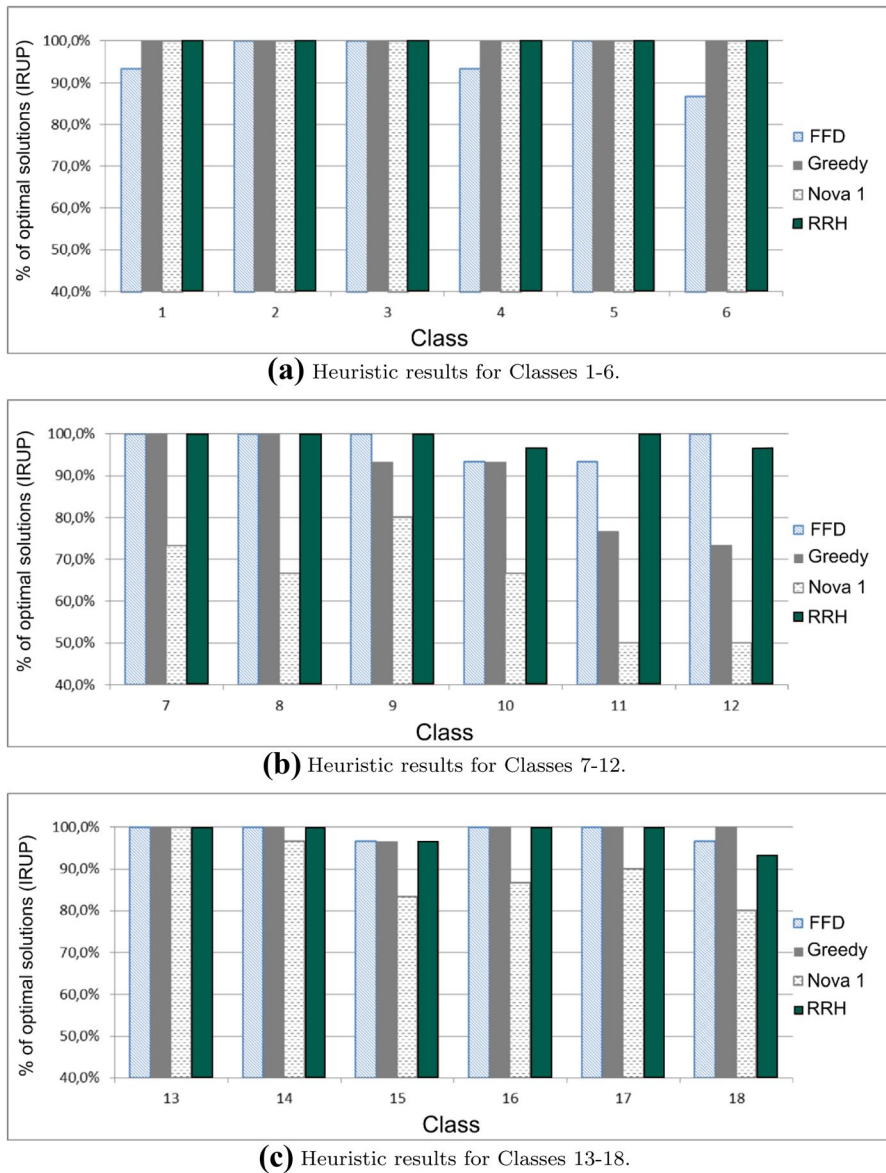 % of optimal solutions (IRUP)
100,0%
90,0%
80,0%
70,0%
60,0%
50,0%
40,0%
1 2 3 4 5 6
Class
FFD
Greedy
Nova 1
RRH
(a) Heuristic results for Classes 1-6.
% of optimal solutions (IRUP)
100,0%
90,0%
80,0%
70,0%
60,0%
50,0%
40,0%
7 8 9 10 11 12
Class
FFD
Greedy
Nova 1
RRH
(b) Heuristic results for Classes 7-12.
% of optimal solutions (IRUP)
100,0%
90,0%
80,0%
70,0%
60,0%
50,0%
40,0%
13 14 15 16 17 18
Class
FFD
Greedy
Nova 1
RRH
(c) Heuristic results for Classes 13-18.